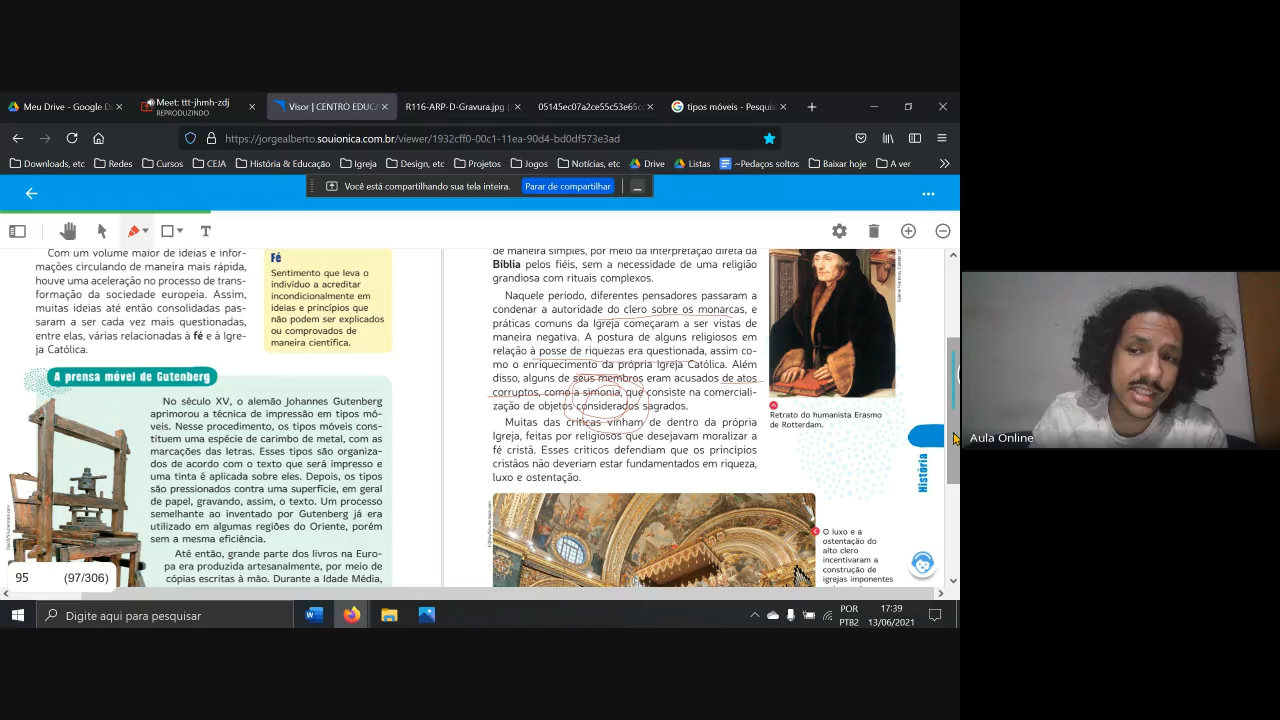 Meu Drive - Google D
Meet: ttt-jhmh-zdj
REPRODUZINDO
Visor | CENTRO EDUCA
R116-ARP-D-Gravura.jpg (
05145ec07a2ce55c53e65c
tipos móveis - Pesquis
https://jorgealberto.souionica.com.br/viewer/1932cff0-00c1-11ea-90d4-bd0df573e3ad
Downloads, etc
Redes
Cursos
CEJA
História & Educação
Igreja
Design, etc
Projetos
Jogos
Notícias, etc
Drive
Listas
~Pedaços soltos
Baixar hoje
A ver
Você está compartilhando sua tela inteira.
Parar de compartilhar
Com um volume maior de ideias e infor-
mações circulando de maneira mais rápida,
houve uma aceleração no processo de trans-
formação da sociedade europeia. Assim,
muitas ideias até então consolidadas pas-
saram a ser cada vez mais questionadas,
entre elas, várias relacionadas à fé e à Igre-
ja Católica.
Fé
Sentimento que leva o
indivíduo a acreditar
incondicionalmente em
ideias e princípios que
não podem ser explicados
ou comprovados de
maneira científica.
A prensa móvel de Gutenberg
No século XV, o alemão Johannes Gutenberg
aprimorou a técnica de impressão em tipos mó-
veis. Nesse procedimento, os tipos móveis cons-
tituem uma espécie de carimbo de metal, com as
marcações das letras. Esses tipos são organiza-
dos de acordo com o texto que será impresso e
uma tinta é aplicada sobre eles. Depois, os tipos
são pressionados contra uma superfície, em geral
de papel, gravando, assim, o texto. Um processo
semelhante ao inventado por Gutenberg já era
utilizado em algumas regiões do Oriente, porém
sem a mesma eficiência.
Até então, grande parte dos livros na Euro-
pa era produzida artesanalmente, por meio de
cópias escritas à mão. Durante a Idade Média,
95 (97/306)
de maneira simples, por meio da interpretação direta da
Bíblia pelos fiéis, sem a necessidade de uma religião
grandiosa com rituais complexos.
Naquele período, diferentes pensadores passaram a
condenar a autoridade do clero sobre os monarcas, e
práticas comuns da Igreja começaram a ser vistas de
maneira negativa. A postura de alguns religiosos em
relação à posse de riquezas era questionada, assim co-
mo o enriquecimento da própria Igreja Católica. Além
disso, alguns de seus membros eram acusados de atos
corruptos, como a simonia, que consiste na comerciali-
zação de objetos considerados sagrados.
Muitas das críticas vinham de dentro da própria
Igreja, feitas por religiosos que desejavam moralizar a
fé cristã. Esses críticos defendiam que os princípios
cristãos não deveriam estar fundamentados em riqueza,
luxo e ostentação.
Retrato do humanista Erasmo
de Rotterdam.
História
O luxo e a
ostentação do
alto clero
incentivaram a
construção de
igrejas imponentes
Digite aqui para pesquisar
POR
PTB2
17:39
13/06/2021
Aula Online